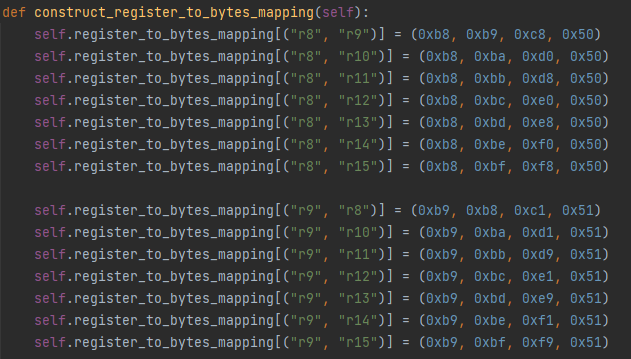 def construct_register_to_bytes_mapping(self):
    self.register_to_bytes_mapping[("r8", "r9")] = (0xb8, 0xb9, 0xc8, 0x50)
    self.register_to_bytes_mapping[("r8", "r10")] = (0xb8, 0xba, 0xd0, 0x50)
    self.register_to_bytes_mapping[("r8", "r11")] = (0xb8, 0xbb, 0xd8, 0x50)
    self.register_to_bytes_mapping[("r8", "r12")] = (0xb8, 0xbc, 0xe0, 0x50)
    self.register_to_bytes_mapping[("r8", "r13")] = (0xb8, 0xbd, 0xe8, 0x50)
    self.register_to_bytes_mapping[("r8", "r14")] = (0xb8, 0xbe, 0xf0, 0x50)
    self.register_to_bytes_mapping[("r8", "r15")] = (0xb8, 0xbf, 0xf8, 0x50)

    self.register_to_bytes_mapping[("r9", "r8")] = (0xb9, 0xb8, 0xc1, 0x51)
    self.register_to_bytes_mapping[("r9", "r10")] = (0xb9, 0xba, 0xd1, 0x51)
    self.register_to_bytes_mapping[("r9", "r11")] = (0xb9, 0xbb, 0xd9, 0x51)
    self.register_to_bytes_mapping[("r9", "r12")] = (0xb9, 0xbc, 0xe1, 0x51)
    self.register_to_bytes_mapping[("r9", "r13")] = (0xb9, 0xbd, 0xe9, 0x51)
    self.register_to_bytes_mapping[("r9", "r14")] = (0xb9, 0xbe, 0xf1, 0x51)
    self.register_to_bytes_mapping[("r9", "r15")] = (0xb9, 0xbf, 0xf9, 0x51)